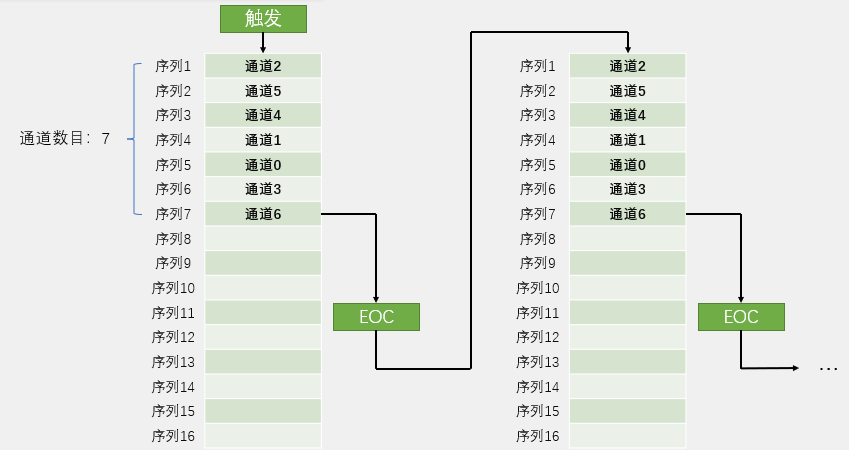 触发
通道数目：7
序列1 通道2
序列2 通道5
序列3 通道4
序列4 通道1
序列5 通道0
序列6 通道3
序列7 通道6
序列8
序列9
序列10
序列11
序列12
序列13
序列14
序列15
序列16
EOC
序列1 通道2
序列2 通道5
序列3 通道4
序列4 通道1
序列5 通道0
序列6 通道3
序列7 通道6
序列8
序列9
序列10
序列11
序列12
序列13
序列14
序列15
序列16
EOC
…